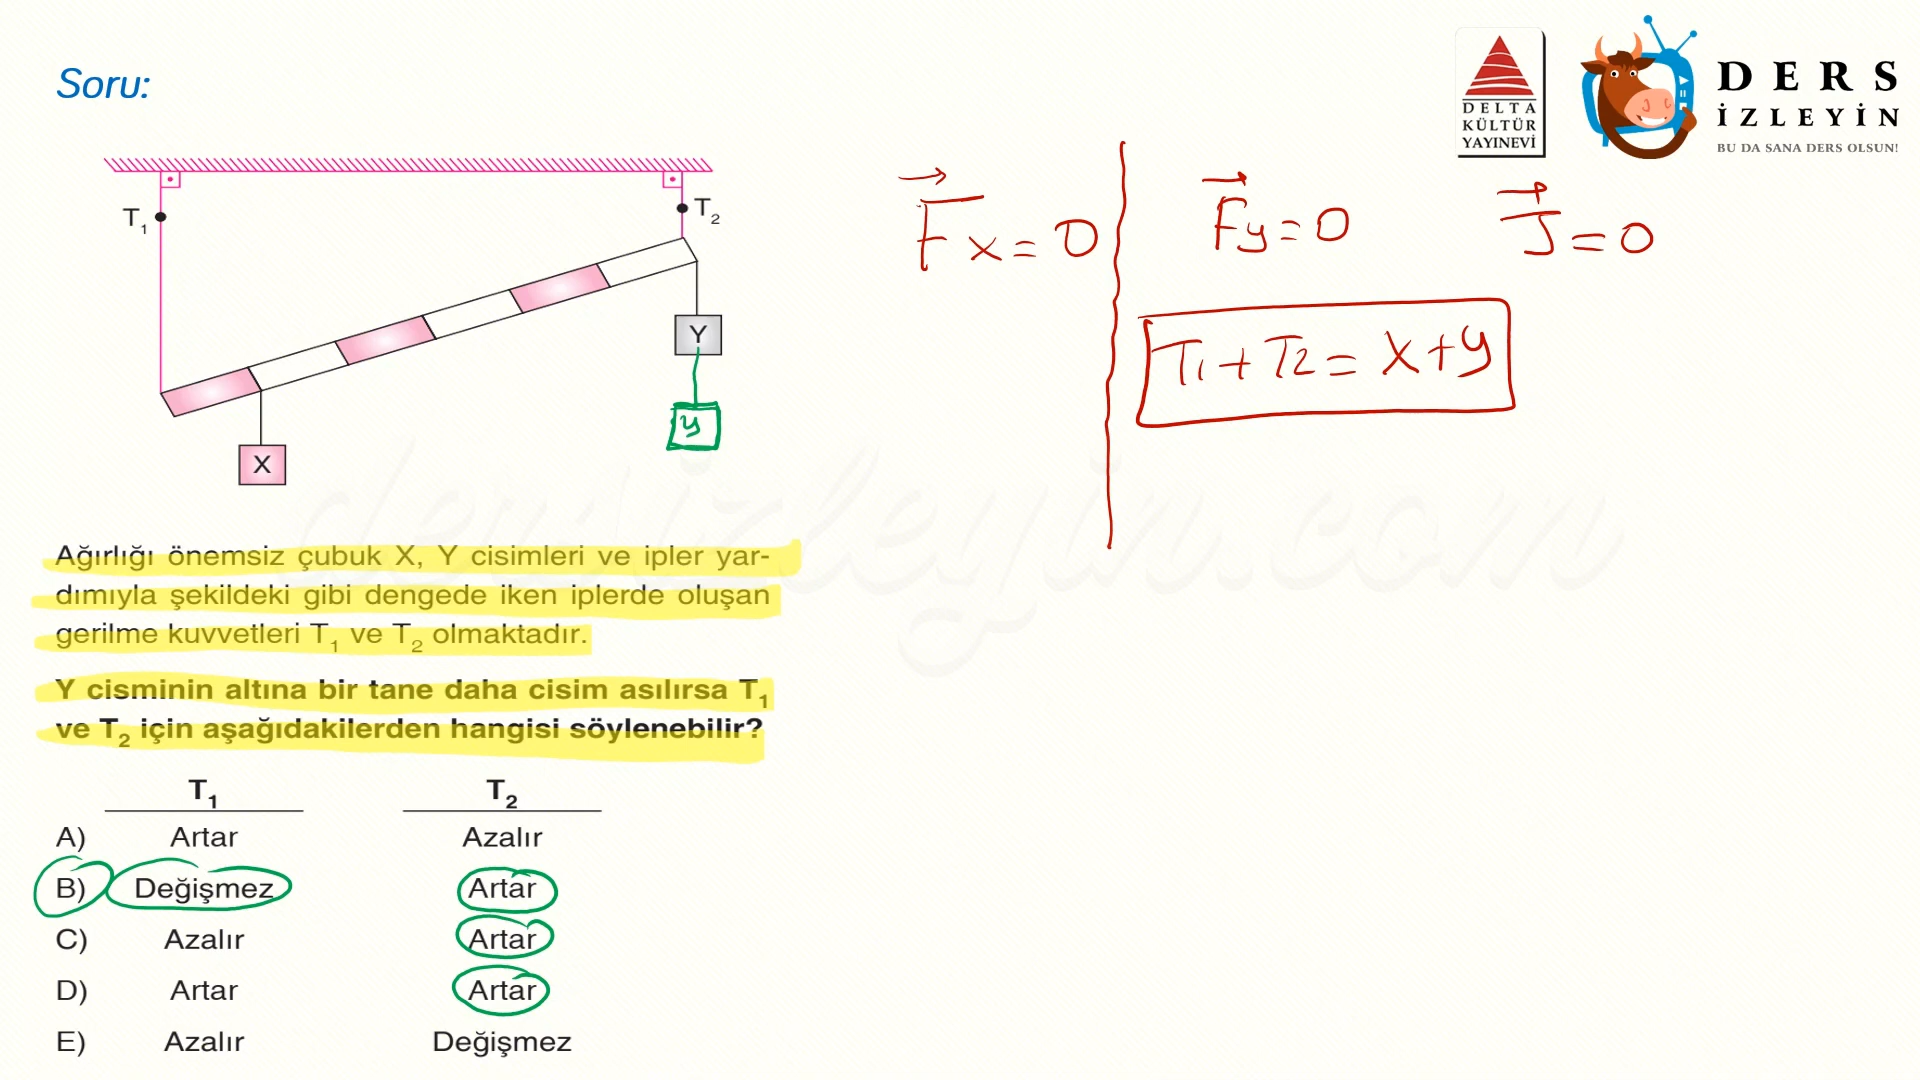 Soru:
DELTA
KÜLTÜR
YAYINEVİ
DERS
İZLEYİN
BU DA SANA DERS OLSUN!
T1
T2
Y
y
X
Fx = 0
Fy = 0
= 0
T1 + T2 = X + y
dersizleyin.com
Ağırlığı önemsiz çubuk X, Y cisimleri ve ipler yar-
dımıyla şekildeki gibi dengede iken iplerde oluşan
gerilme kuvvetleri T1 ve T2 olmaktadır.
Y cisminin altına bir tane daha cisim asılırsa T1
ve T2 için aşağıdakilerden hangisi söylenebilir?
T1 T2
A) Artar Azalır
B) Değişmez Artar
C) Azalır Artar
D) Artar Artar
E) Azalır Değişmez